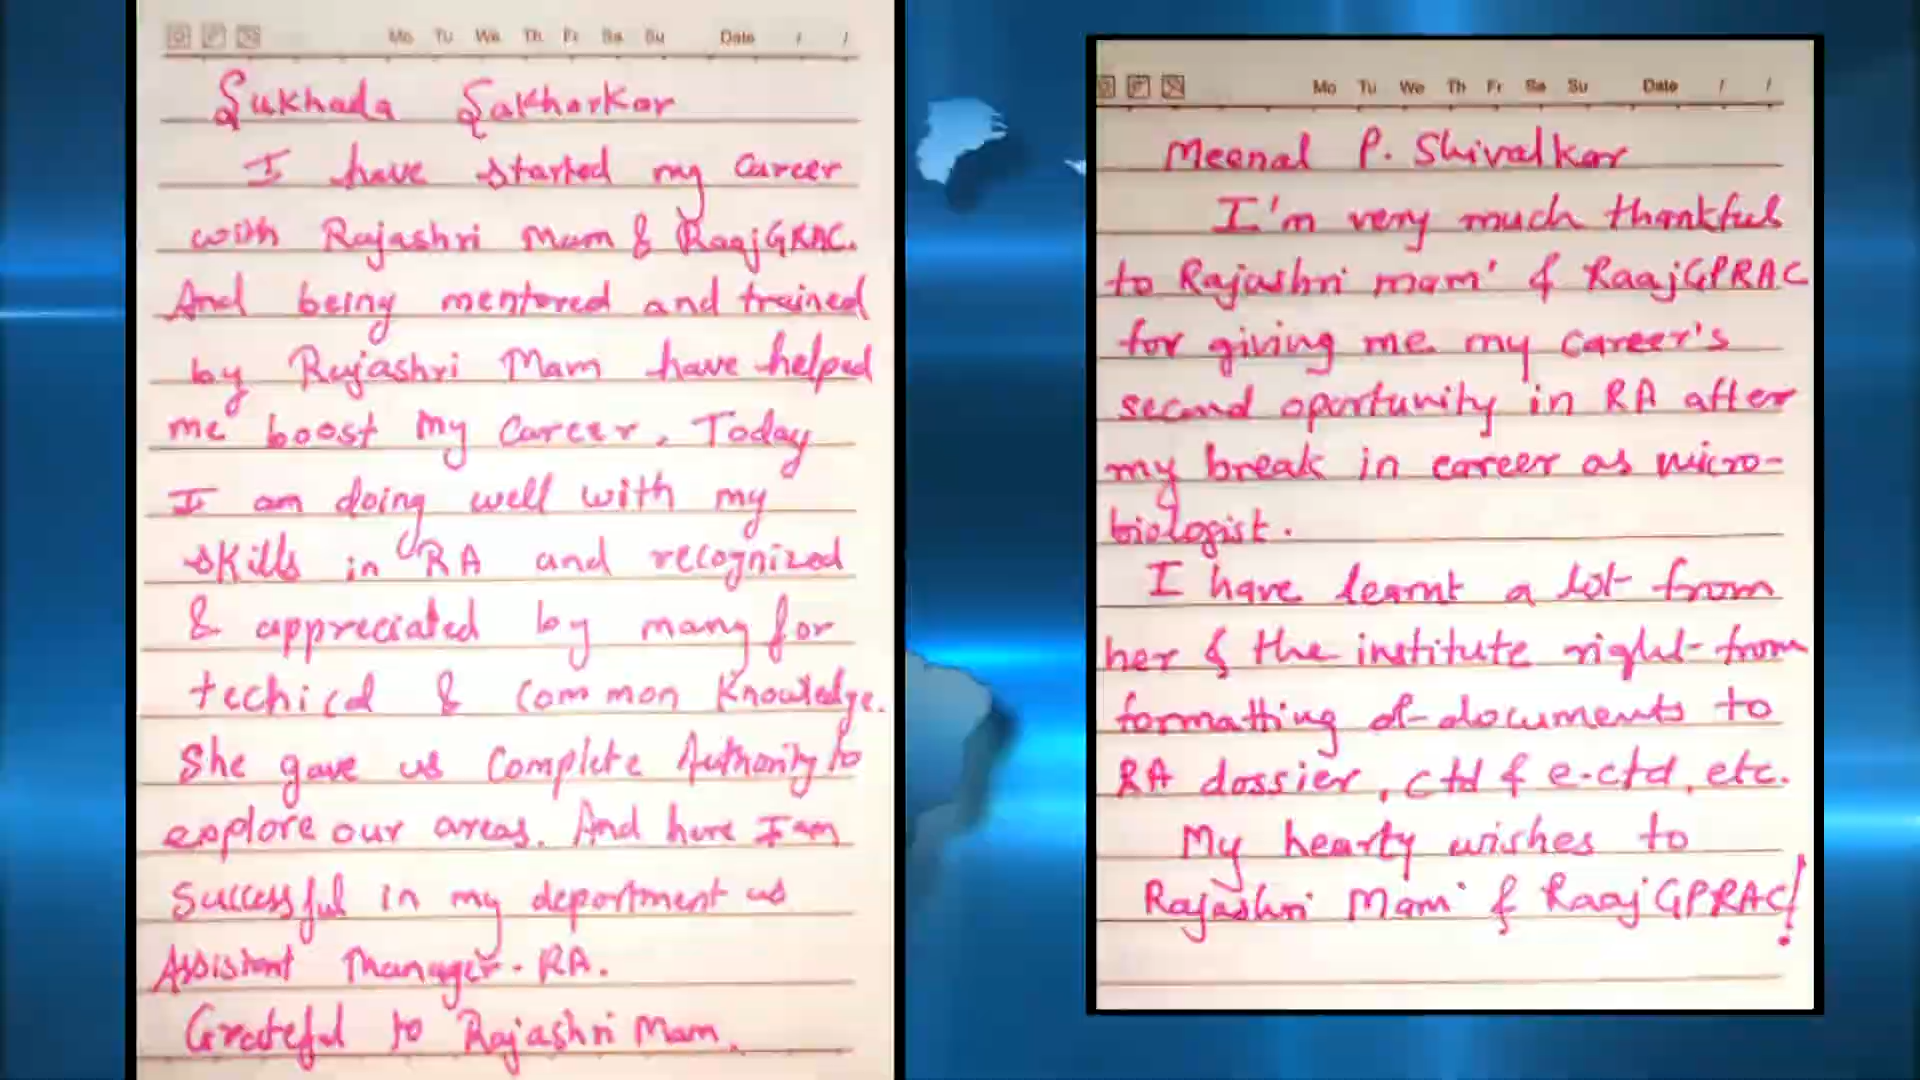 Mo Tu We Th Fr Sa Su Date / /
Sukhada Sakharkar
I have started my Career
with Rajashri Mam & RaajGRAC.
And being mentored and trained
by Rajashri Mam have helped
me boost my Career. Today
I am doing well with my
skills in RA and recognized
& appreciated by many for
techical & Common Knowledge.
She gave us Complete Authority to
explore our areas. And here I am
Successful in my department as
Assistant Manager-RA.
Grateful to Rajashri Mam.
Mo Tu We Th Fr Sa Su Date / /
Meenal P. Shivalkar
I'm very much thankful
to Rajashri mam' & RaajGPRAC
for giving me my career's
second oportunity in RA after
my break in career as micro-
biologist.
I have learnt a lot from
her & the institute right from
formatting of documents to
RA dossier, ctd & e-ctd, etc.
My hearty wishes to
Rajashri Mam' & RaajGPRAC!